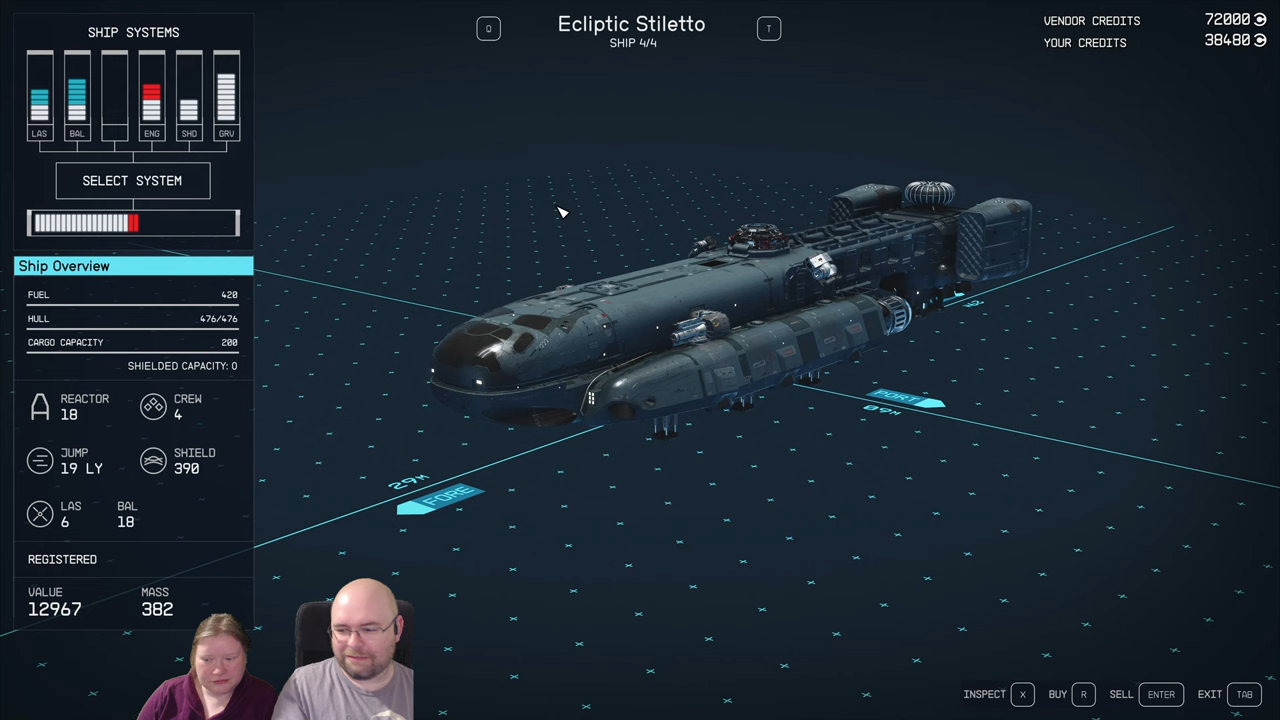 SHIP SYSTEMS
LAS BAL ENG SHD GRV
SELECT SYSTEM
Ship Overview
FUEL 420
HULL 476/476
CARGO CAPACITY 200
SHIELDED CAPACITY: 0
REACTOR 18
CREW 4
JUMP 19 LY
SHIELD 390
LAS 6
BAL 18
REGISTERED
VALUE 12967
MASS 382
Q
Ecliptic Stiletto
SHIP 4/4
T
VENDOR CREDITS 72000
YOUR CREDITS 38480
PORT
09M
29M
FORE
INSPECT X BUY R SELL ENTER EXIT TAB